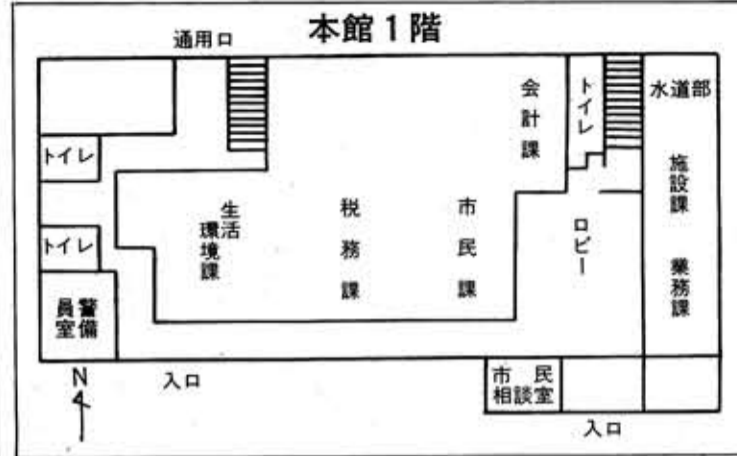 本館1階
通用口
会計課
トイレ
水道部
トイレ
施設課
生活
環境課
税務課
市民課
ロビー
トイレ
業務課
警備
員室
N
入口
市民
相談室
入口